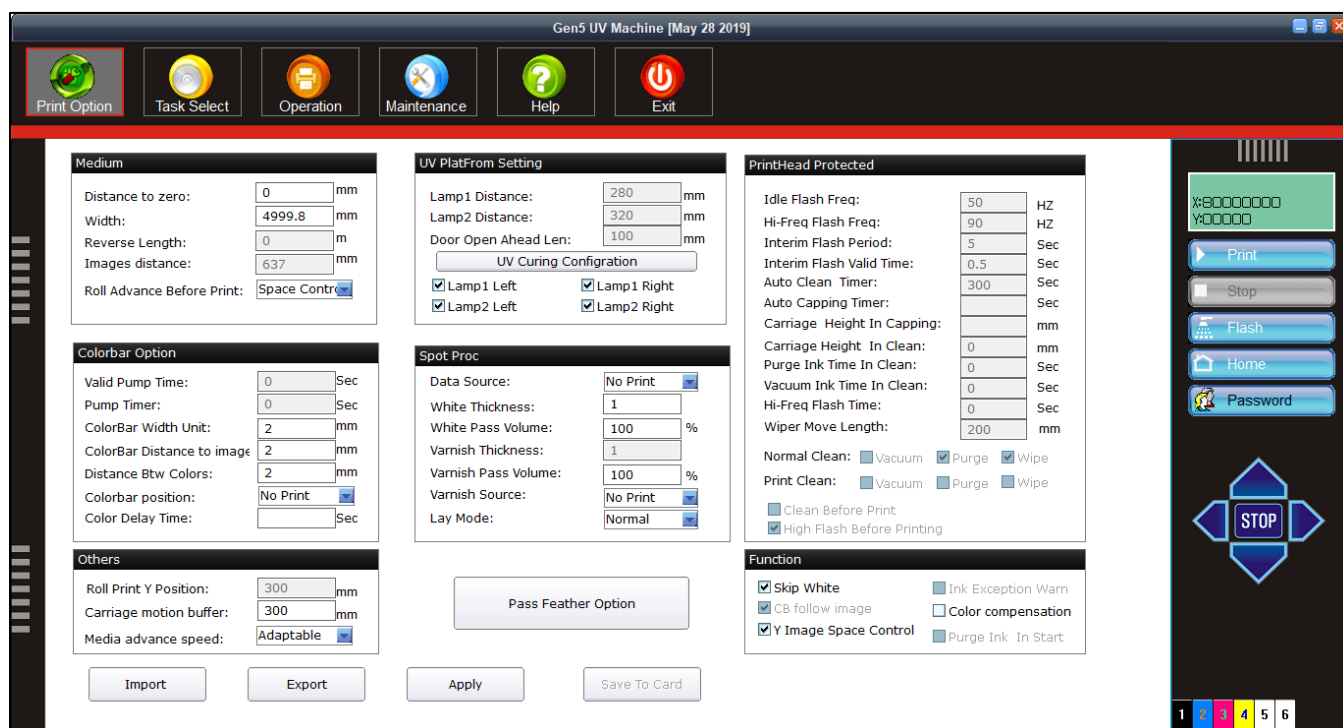 Gen5 UV Machine [May 28 2019]
Print Option
Task Select
Operation
Maintenance
Help
Exit
Medium
Distance to zero: 0 mm
Width: 4999.8 mm
Reverse Length: 0 m
Images distance: 637 mm
Roll Advance Before Print: Space Contr
UV PlatFrom Setting
Lamp1 Distance: 280 mm
Lamp2 Distance: 320 mm
Door Open Ahead Len: 100 mm
UV Curing Configration
Lamp1 Left Lamp1 Right
Lamp2 Left Lamp2 Right
PrintHead Protected
Idle Flash Freq: 50 HZ
Hi-Freq Flash Freq: 90 HZ
Interim Flash Period: 5 Sec
Interim Flash Valid Time: 0.5 Sec
Auto Clean Timer: 300 Sec
Auto Capping Timer: Sec
Carriage Height In Capping: mm
Carriage Height In Clean: 0 mm
Purge Ink Time In Clean: 0 Sec
Vacuum Ink Time In Clean: 0 Sec
Hi-Freq Flash Time: 0 Sec
Wiper Move Length: 200 mm
Normal Clean: Vacuum Purge Wipe
Print Clean: Vacuum Purge Wipe
Clean Before Print
High Flash Before Printing
Colorbar Option
Valid Pump Time: 0 Sec
Pump Timer: 0 Sec
ColorBar Width Unit: 2 mm
ColorBar Distance to image 2 mm
Distance Btw Colors: 2 mm
Colorbar position: No Print
Color Delay Time: Sec
Spot Proc
Data Source: No Print
White Thickness: 1
White Pass Volume: 100 %
Varnish Thickness: 1
Varnish Pass Volume: 100 %
Varnish Source: No Print
Lay Mode: Normal
Others
Roll Print Y Position: 300 mm
Carriage motion buffer: 300 mm
Media advance speed: Adaptable
Pass Feather Option
Function
Skip White Ink Exception Warn
CB follow image Color compensation
Y Image Space Control Purge Ink In Start
Import
Export
Apply
Save To Card
X:80000000
Y:00000
Print
Stop
Flash
Home
Password
STOP
1 2 3 4 5 6